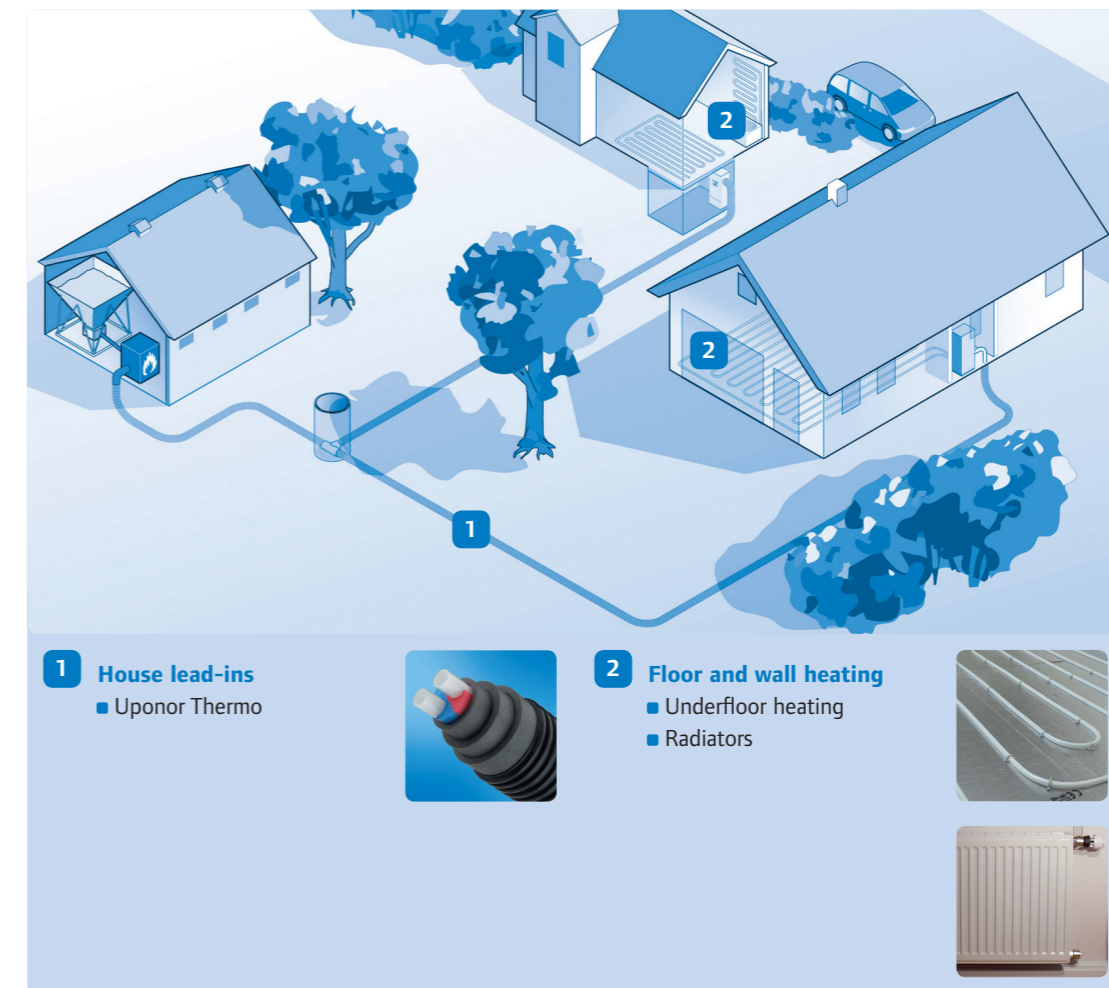 2
2
1
1 House lead-ins
Uponor Thermo
2 Floor and wall heating
Underfloor heating
Radiators